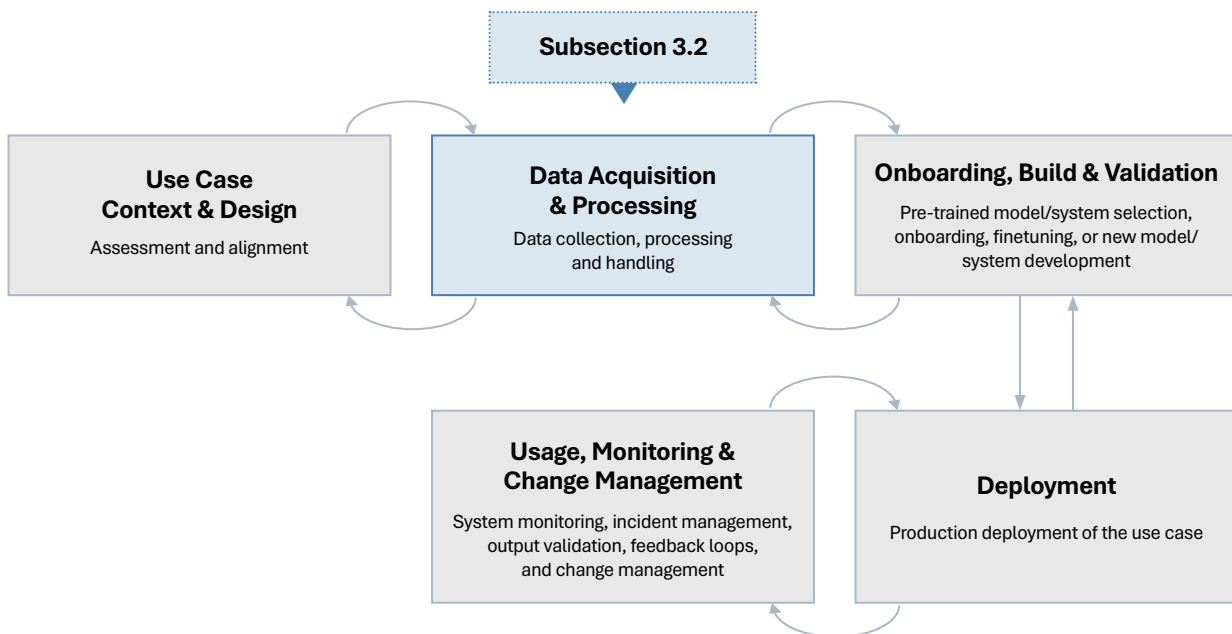 Subsection 3.2
Use Case
Context & Design
Assessment and alignment
Data Acquisition
& Processing
Data collection, processing
and handling
Onboarding, Build & Validation
Pre-trained model/system selection,
onboarding, finetuning, or new model/
system development
Usage, Monitoring &
Change Management
System monitoring, incident management,
output validation, feedback loops,
and change management
Deployment
Production deployment of the use case